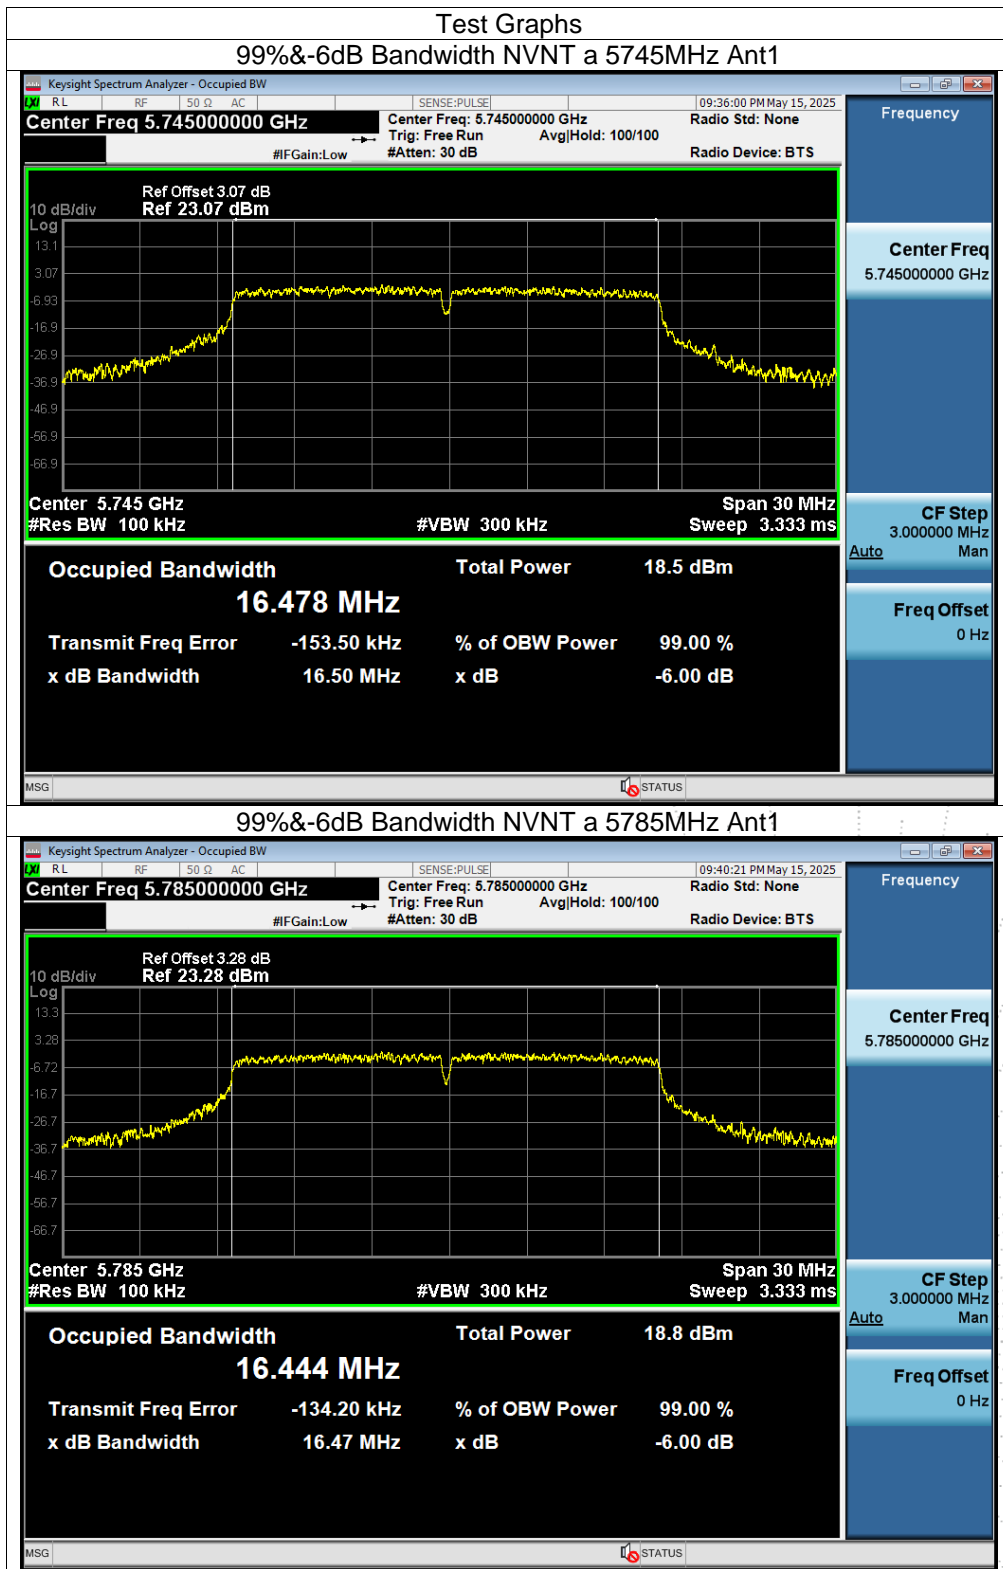 Test Graphs
99%&-6dB Bandwidth NVNT a 5745MHz Ant1
Keysight Spectrum Analyzer - Occupied BW
LXI RL RF 50 Ω AC SENSE:PULSE 09:36:00 PM May 15, 2025
Center Freq 5.745000000 GHz
Center Freq: 5.745000000 GHz
Radio Std: None
Trig: Free Run Avg|Hold: 100/100
#IFGain:Low #Atten: 30 dB Radio Device: BTS
Frequency
Ref Offset 3.07 dB
10 dB/div Ref 23.07 dBm
Log
13.1
3.07
-6.93
-16.9
-26.9
-36.9
-46.9
-56.9
-66.9
Center 5.745 GHz Span 30 MHz
#Res BW 100 kHz #VBW 300 kHz Sweep 3.333 ms
Center Freq
5.745000000 GHz
CF Step
3.000000 MHz
Auto Man
Freq Offset
0 Hz
Occupied Bandwidth Total Power 18.5 dBm
16.478 MHz
Transmit Freq Error -153.50 kHz % of OBW Power 99.00 %
x dB Bandwidth 16.50 MHz x dB -6.00 dB
MSG STATUS
99%&-6dB Bandwidth NVNT a 5785MHz Ant1
Keysight Spectrum Analyzer - Occupied BW
LXI RL RF 50 Ω AC SENSE:PULSE 09:40:21 PM May 15, 2025
Center Freq 5.785000000 GHz
Center Freq: 5.785000000 GHz
Radio Std: None
Trig: Free Run Avg|Hold: 100/100
#IFGain:Low #Atten: 30 dB Radio Device: BTS
Frequency
Ref Offset 3.28 dB
10 dB/div Ref 23.28 dBm
Log
13.3
3.28
-6.72
-16.7
-26.7
-36.7
-46.7
-56.7
-66.7
Center 5.785 GHz Span 30 MHz
#Res BW 100 kHz #VBW 300 kHz Sweep 3.333 ms
Center Freq
5.785000000 GHz
CF Step
3.000000 MHz
Auto Man
Freq Offset
0 Hz
Occupied Bandwidth Total Power 18.8 dBm
16.444 MHz
Transmit Freq Error -134.20 kHz % of OBW Power 99.00 %
x dB Bandwidth 16.47 MHz x dB -6.00 dB
MSG STATUS